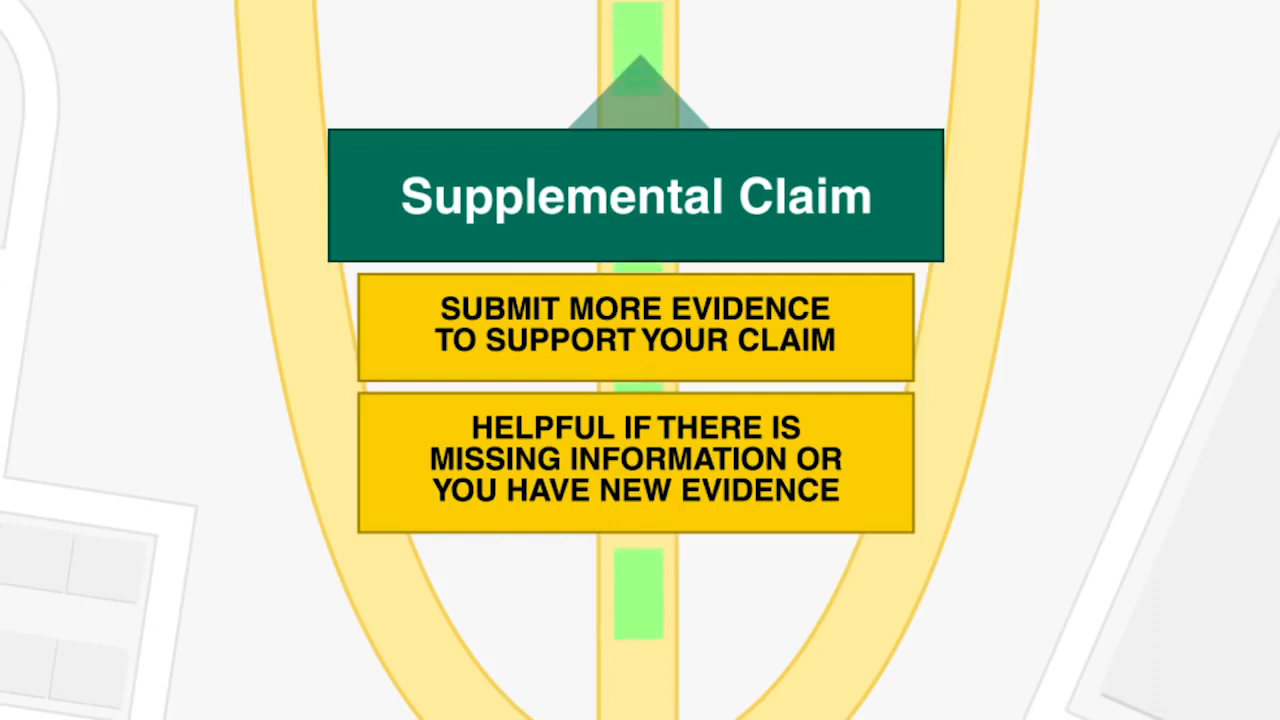 Supplemental Claim
SUBMIT MORE EVIDENCE
TO SUPPORT YOUR CLAIM
HELPFUL IF THERE IS
MISSING INFORMATION OR
YOU HAVE NEW EVIDENCE